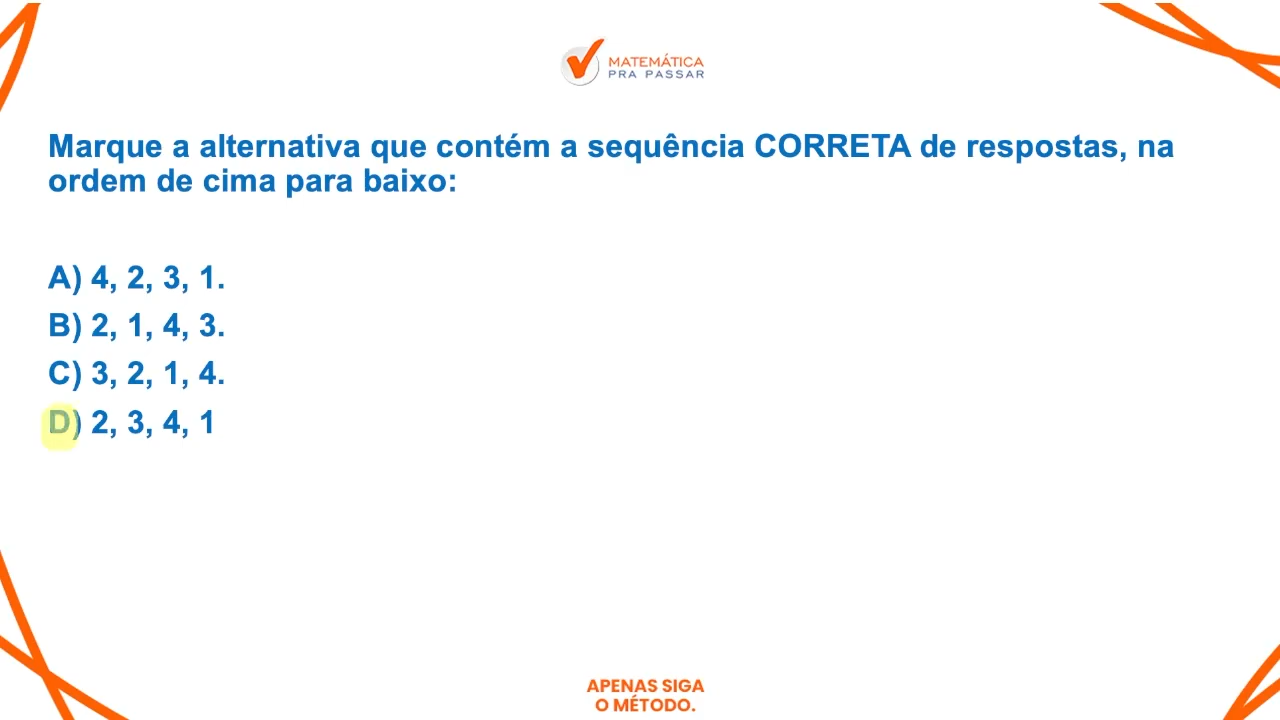 MATEMÁTICA
PRA PASSAR
Marque a alternativa que contém a sequência CORRETA de respostas, na
ordem de cima para baixo:
A) 4, 2, 3, 1.
B) 2, 1, 4, 3.
C) 3, 2, 1, 4.
D) 2, 3, 4, 1
APENAS SIGA
O MÉTODO.